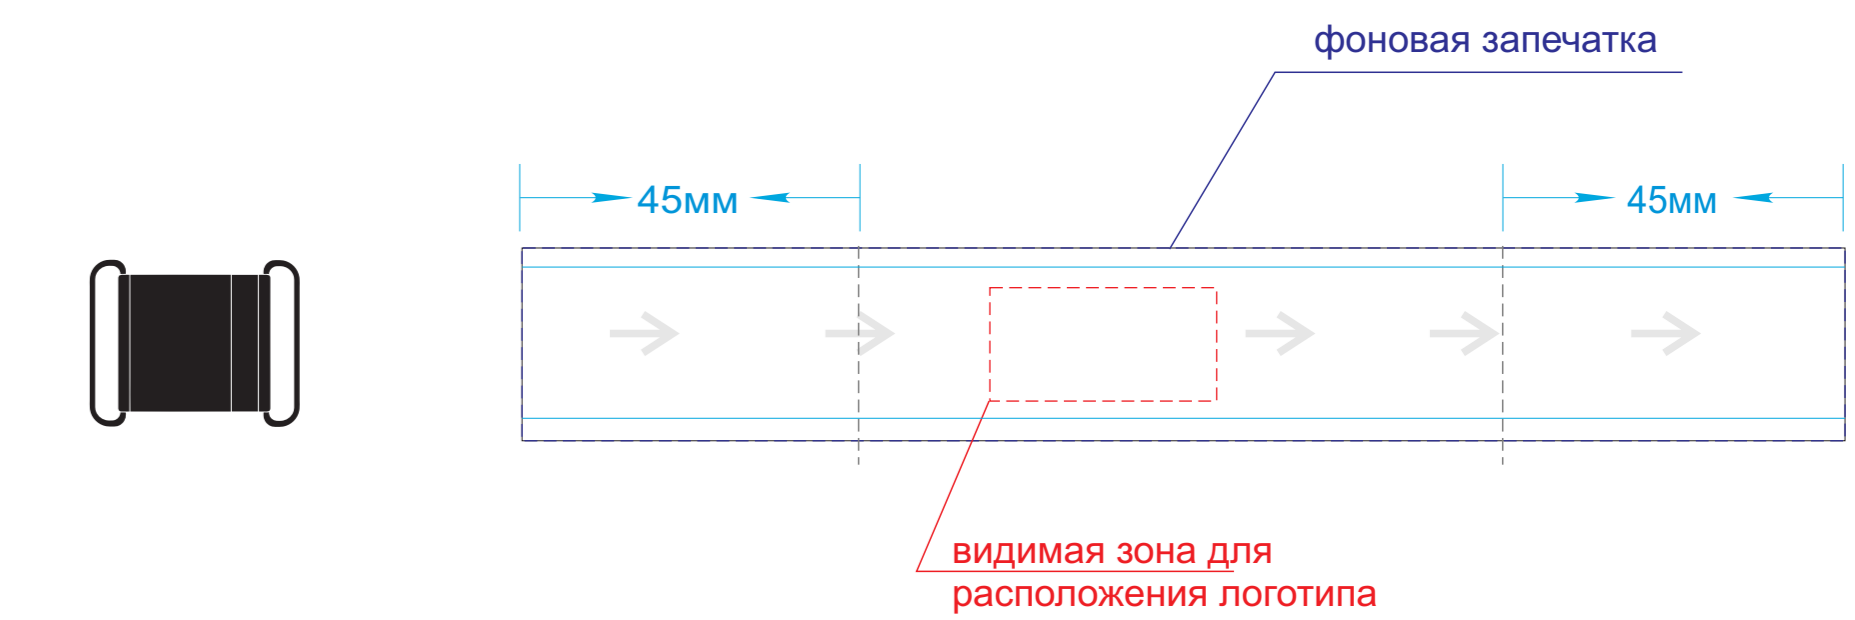 фоновая запечатка
45мм
45мм
видимая зона для
расположения логотипа